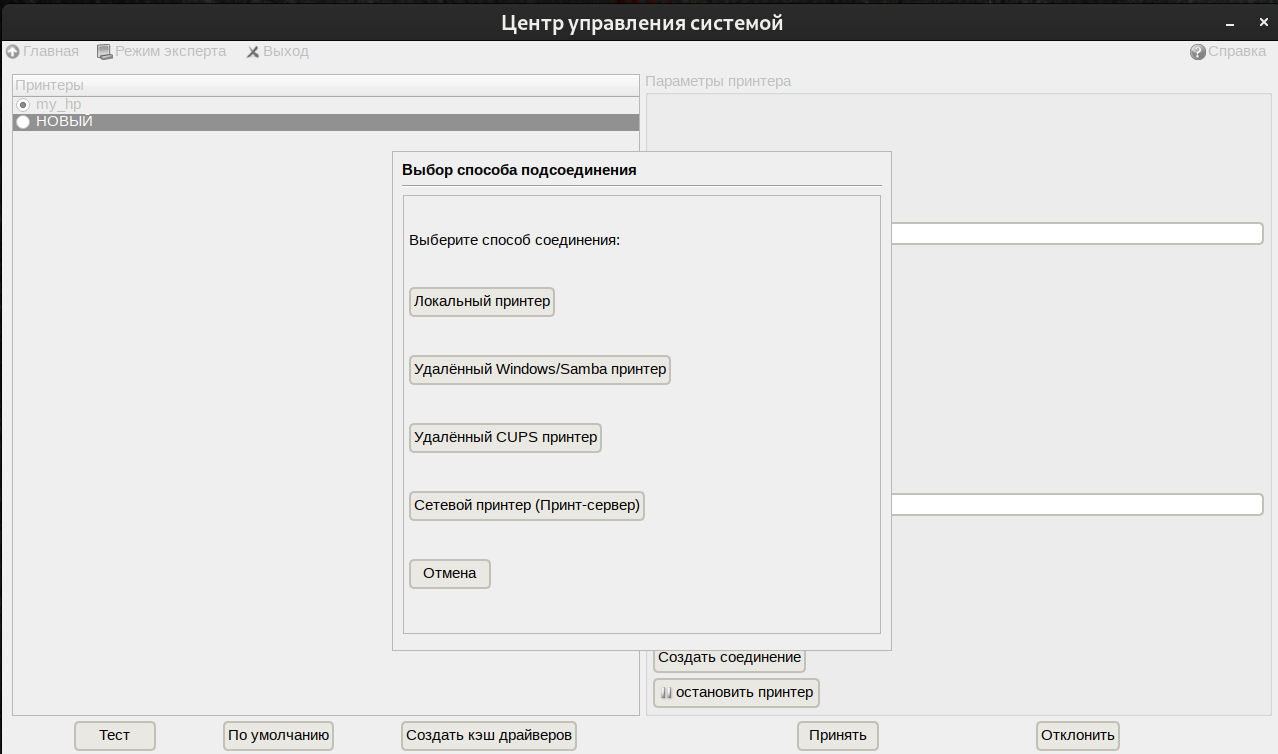 Центр управления системой
Главная Режим эксперта Выход Справка
Принтеры
Параметры принтера
my_hp
НОВЫЙ
Выбор способа подсоединения
Выберите способ соединения:
Локальный принтер
Удалённый Windows/Samba принтер
Удалённый CUPS принтер
Сетевой принтер (Принт-сервер)
Отмена
Создать соединение
остановить принтер
Тест По умолчанию Создать кэш драйверов Принять Отклонить